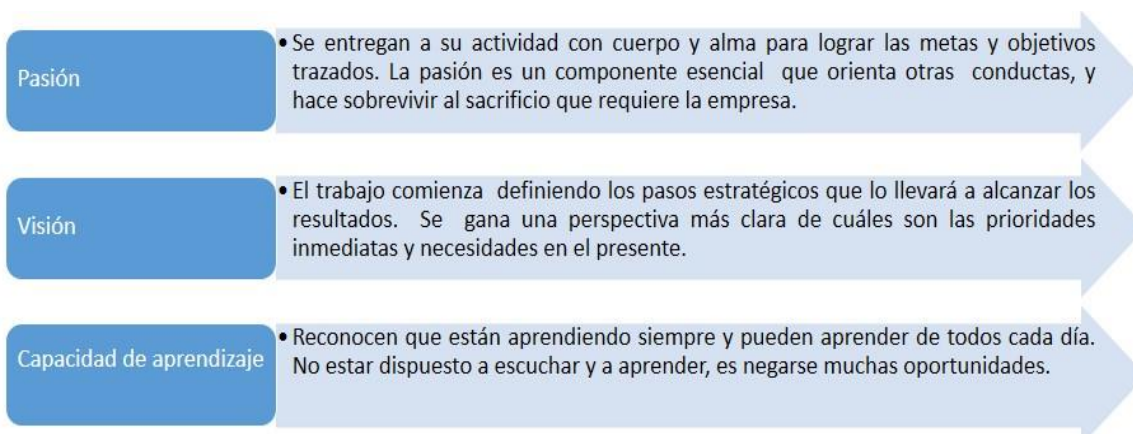 Pasión
• Se entregan a su actividad con cuerpo y alma para lograr las metas y objetivos
trazados. La pasión es un componente esencial que orienta otras conductas, y
hace sobrevivir al sacrificio que requiere la empresa.
Visión
• El trabajo comienza definiendo los pasos estratégicos que lo llevará a alcanzar los
resultados. Se gana una perspectiva más clara de cuáles son las prioridades
inmediatas y necesidades en el presente.
Capacidad de aprendizaje
• Reconocen que están aprendiendo siempre y pueden aprender de todos cada día.
No estar dispuesto a escuchar y a aprender, es negarse muchas oportunidades.